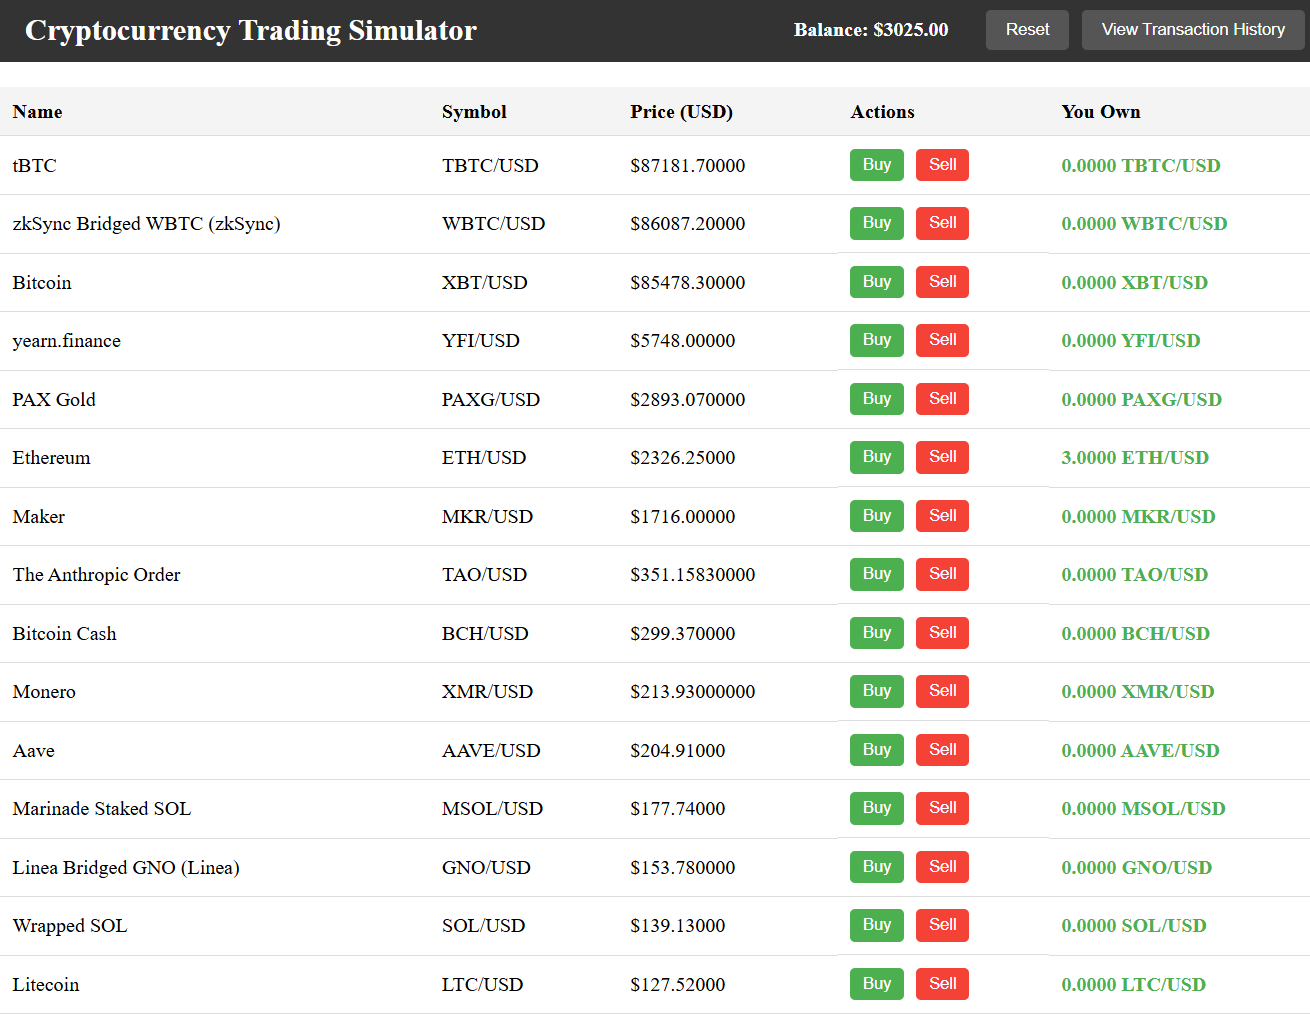 Cryptocurrency Trading Simulator Balance: $3025.00 Reset View Transaction History
Name Symbol Price (USD) Actions You Own
tBTC TBTC/USD $87181.70000 Buy Sell 0.0000 TBTC/USD
zkSync Bridged WBTC (zkSync) WBTC/USD $86087.20000 Buy Sell 0.0000 WBTC/USD
Bitcoin XBT/USD $85478.30000 Buy Sell 0.0000 XBT/USD
yearn.finance YFI/USD $5748.00000 Buy Sell 0.0000 YFI/USD
PAX Gold PAXG/USD $2893.070000 Buy Sell 0.0000 PAXG/USD
Ethereum ETH/USD $2326.25000 Buy Sell 3.0000 ETH/USD
Maker MKR/USD $1716.00000 Buy Sell 0.0000 MKR/USD
The Anthropic Order TAO/USD $351.15830000 Buy Sell 0.0000 TAO/USD
Bitcoin Cash BCH/USD $299.370000 Buy Sell 0.0000 BCH/USD
Monero XMR/USD $213.93000000 Buy Sell 0.0000 XMR/USD
Aave AAVE/USD $204.91000 Buy Sell 0.0000 AAVE/USD
Marinade Staked SOL MSOL/USD $177.74000 Buy Sell 0.0000 MSOL/USD
Linea Bridged GNO (Linea) GNO/USD $153.780000 Buy Sell 0.0000 GNO/USD
Wrapped SOL SOL/USD $139.13000 Buy Sell 0.0000 SOL/USD
Litecoin LTC/USD $127.52000 Buy Sell 0.0000 LTC/USD